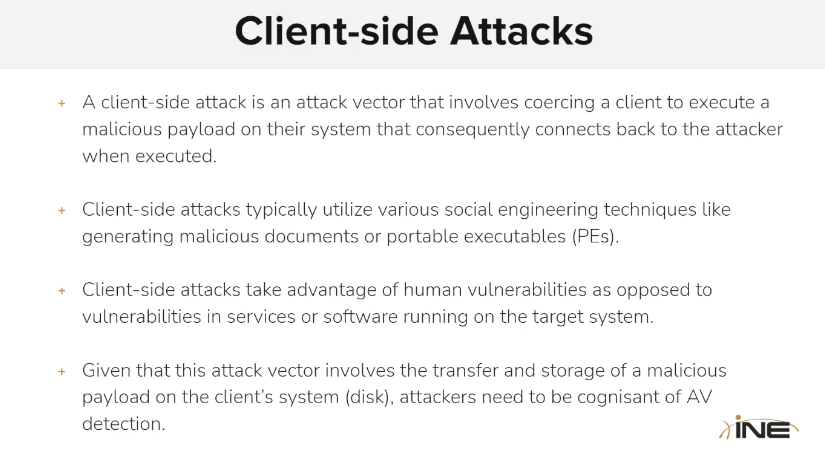 Client-side Attacks
+ A client-side attack is an attack vector that involves coercing a client to execute a
malicious payload on their system that consequently connects back to the attacker
when executed.
+ Client-side attacks typically utilize various social engineering techniques like
generating malicious documents or portable executables (PEs).
+ Client-side attacks take advantage of human vulnerabilities as opposed to
vulnerabilities in services or software running on the target system.
+ Given that this attack vector involves the transfer and storage of a malicious
payload on the client's system (disk), attackers need to be cognisant of AV
detection.
iNE